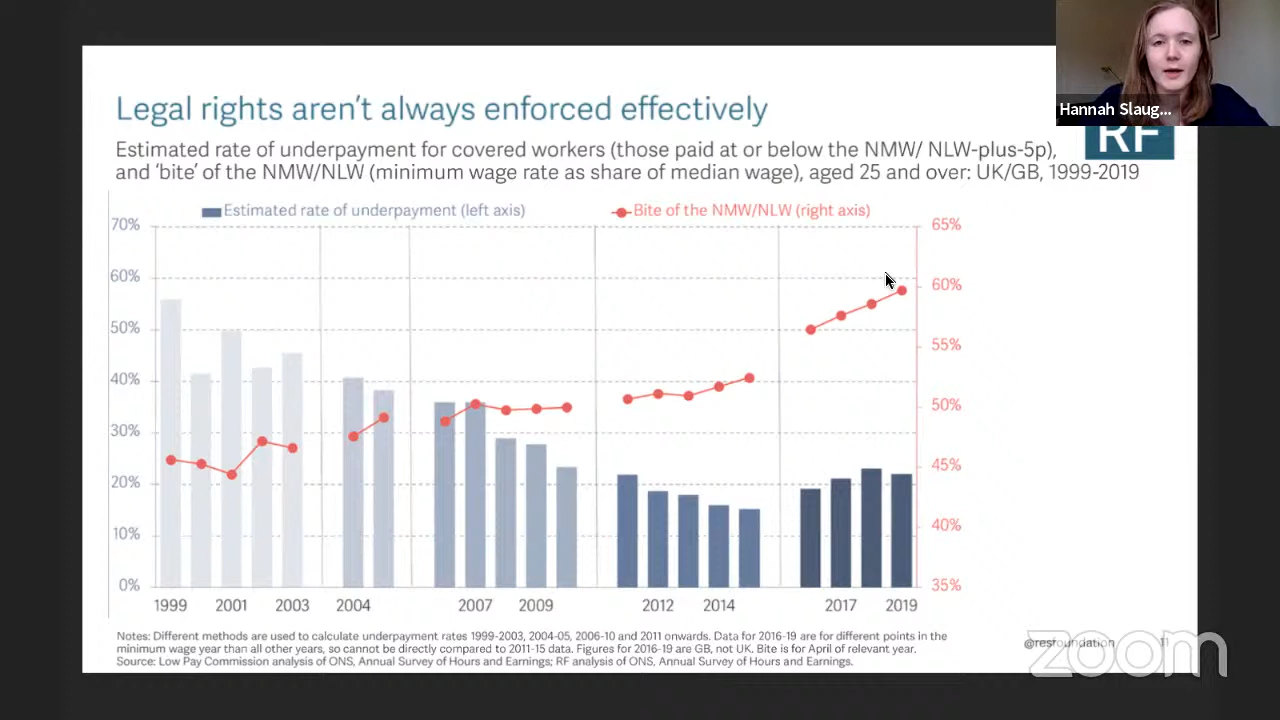 Hannah Slaug...
RF
Legal rights aren't always enforced effectively
Estimated rate of underpayment for covered workers (those paid at or below the NMW/ NLW-plus-5p),
and 'bite' of the NMW/NLW (minimum wage rate as share of median wage), aged 25 and over: UK/GB, 1999-2019
Estimated rate of underpayment (left axis)
Bite of the NMW/NLW (right axis)
70%
60%
50%
40%
30%
20%
10%
0%
65%
60%
55%
50%
45%
40%
35%
1999 2001 2003 2004 2007 2009 2012 2014 2017 2019
Notes: Different methods are used to calculate underpayment rates 1999-2003, 2004-05, 2006-10 and 2011 onwards. Data for 2016-19 are for different points in the
minimum wage year than all other years, so cannot be directly compared to 2011-15 data. Figures for 2016-19 are GB, not UK. Bite is for April of relevant year.
Source: Low Pay Commission analysis of ONS, Annual Survey of Hours and Earnings; RF analysis of ONS, Annual Survey of Hours and Earnings.
@resfoundation
11
zoom